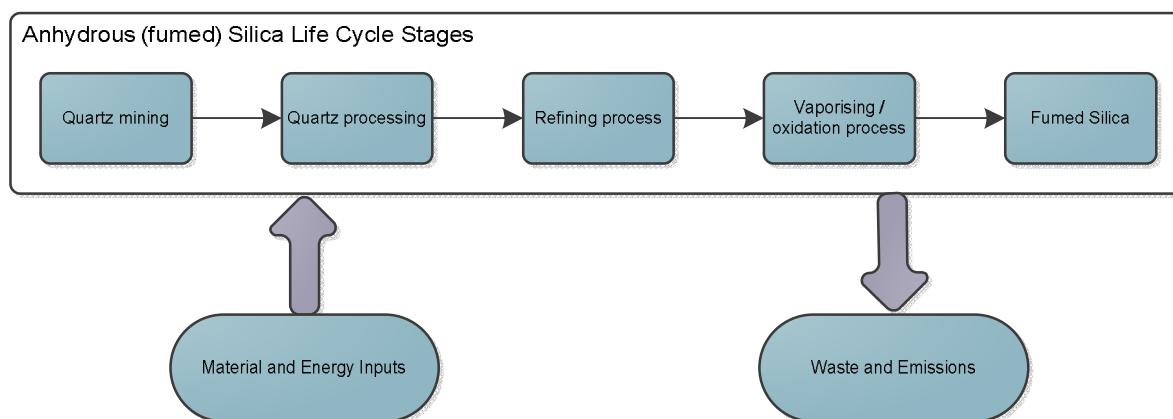 Anhydrous (fumed) Silica Life Cycle Stages
Quartz mining
Quartz processing
Refining process
Vaporising /
oxidation process
Fumed Silica
Material and Energy Inputs
Waste and Emissions